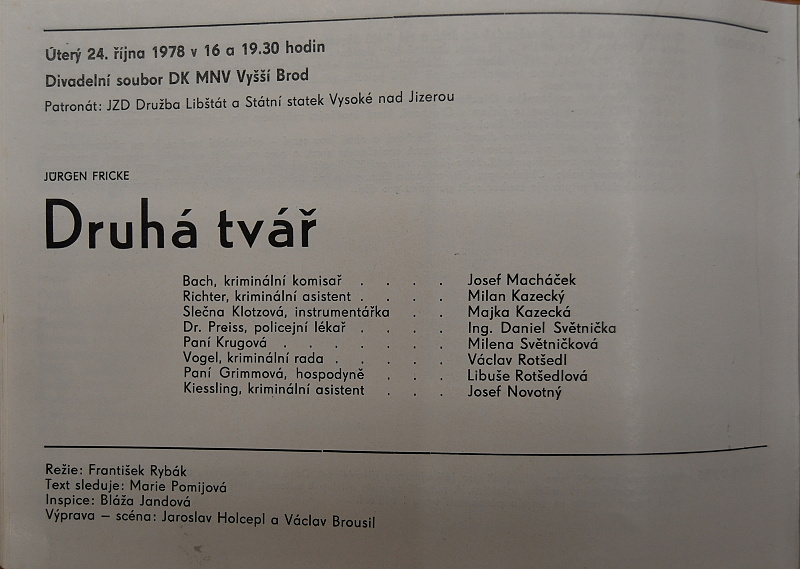 Úterý 24. října 1978 v 16 a 19.30 hodin
Divadelní soubor DK MNV Vyšší Brod
Patronát: JZD Družba Libštát a Státní statek Vysoké nad Jizerou
JÜRGEN FRICKE
Druhá tvář
Bach, kriminální komisař . . . . Josef Macháček
Richter, kriminální asistent . . . . Milan Kazecký
Slečna Klotzová, instrumentářka . . Majka Kazecká
Dr. Preiss, policejní lékař . . . . Ing. Daniel Světnička
Paní Krugová . . . . . . . Milena Světničková
Vogel, kriminální rada . . . . . Václav Rotšedl
Paní Grimmová, hospodyně . . . Libuše Rotšedlová
Kiessling, kriminální asistent . . . Josef Novotný
Režie: František Rybák
Text sleduje: Marie Pomijová
Inspice: Bláža Jandová
Výprava – scéna: Jaroslav Holcepl a Václav Brousil